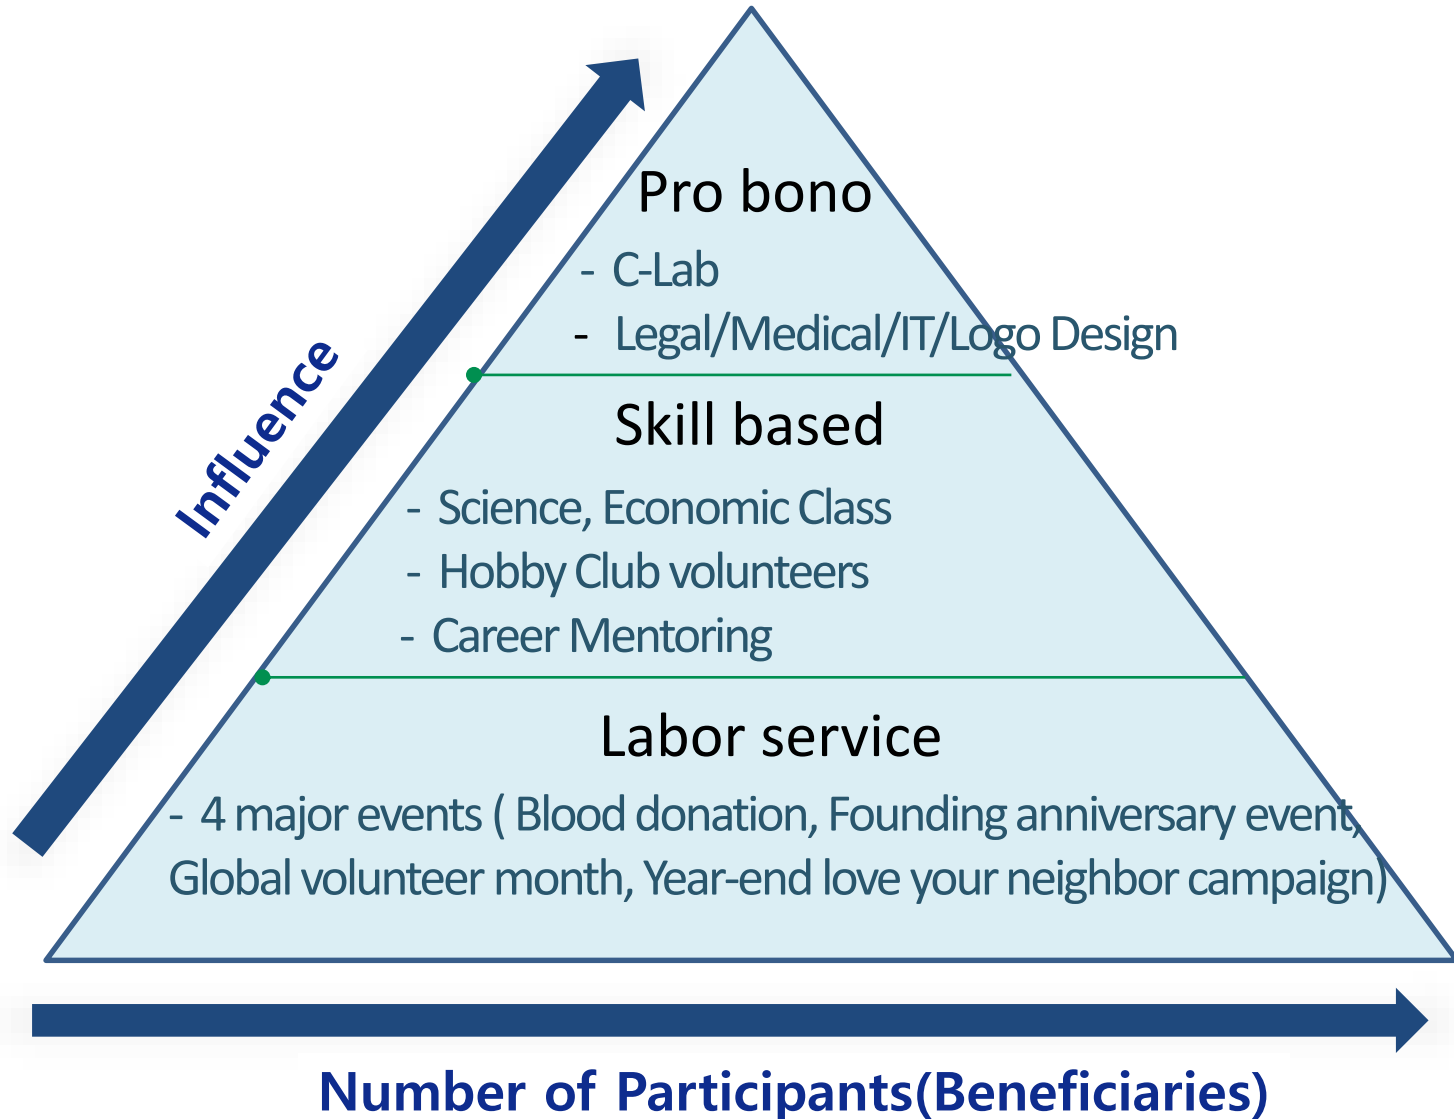 Pro bono
- C-Lab
- Legal/Medical/IT/Logo Design
Influence
Skill based
- Science, Economic Class
- Hobby Club volunteers
- Career Mentoring
Labor service
- 4 major events ( Blood donation, Founding anniversary event,
Global volunteer month, Year-end love your neighbor campaign)
Number of Participants(Beneficiaries)